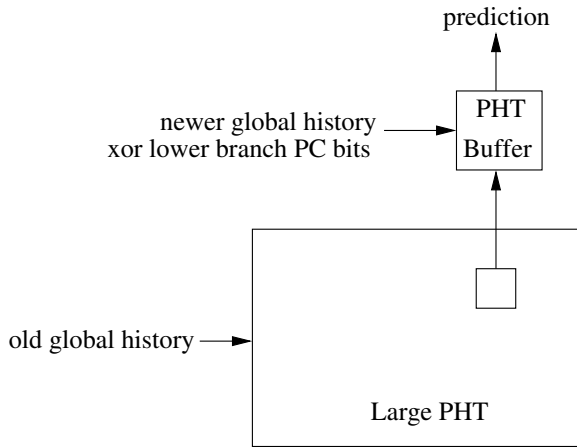 prediction
PHT
Buffer
newer global history
xor lower branch PC bits
old global history
Large PHT